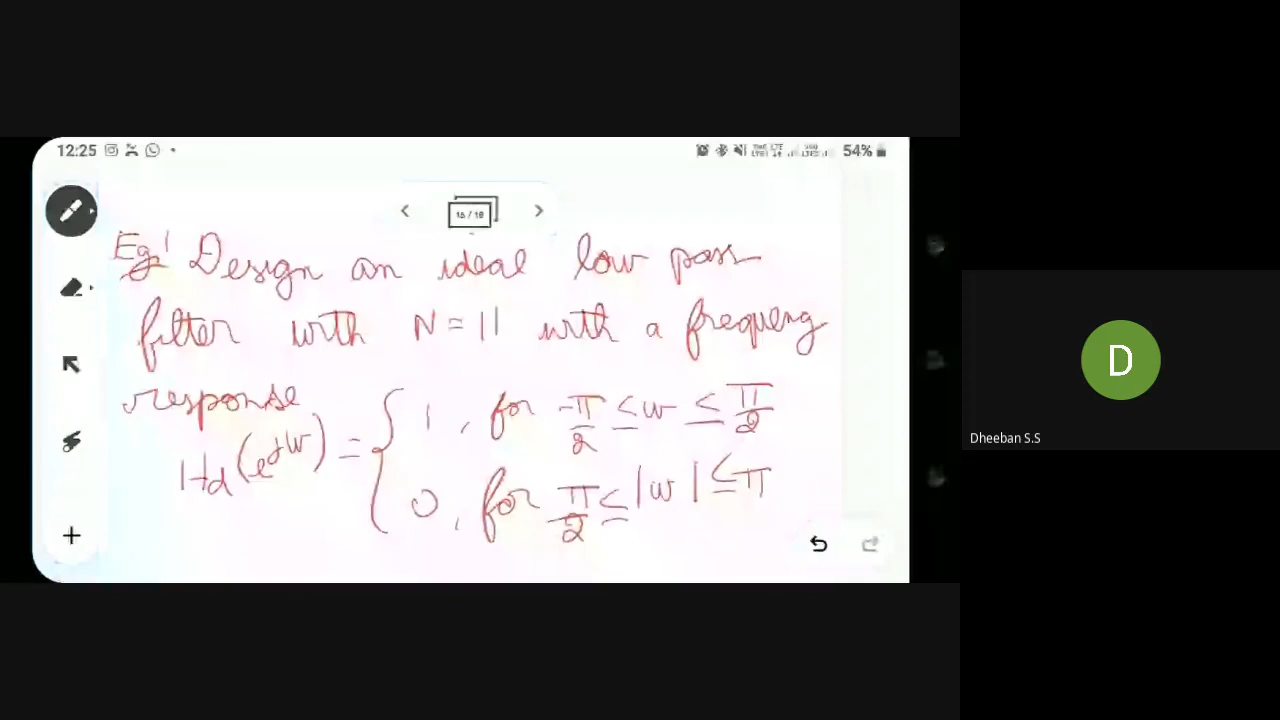 12:25
54%
15 / 18
Eg! Design an ideal low pass
filter with N = 11 with a frequency
response
Hd(e^jw) = { 1, for -π/2 ≤ w ≤ π/2
0, for π/2 ≤ |w| ≤ π
D
Dheeban S.S